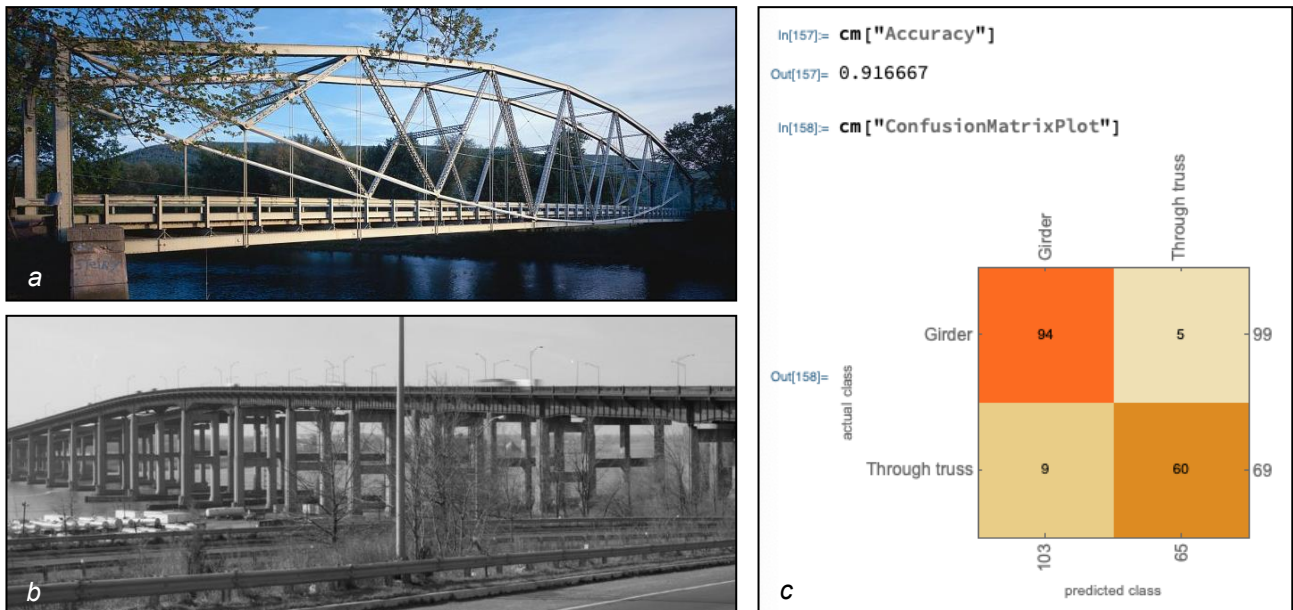 a
b
In[157]:= cm["Accuracy"]
Out[157]= 0.916667
In[158]:= cm["ConfusionMatrixPlot"]
Girder
Through truss
Out[158]=
actual class
Girder
94
5
99
Through truss
9
60
69
103
65
predicted class
c